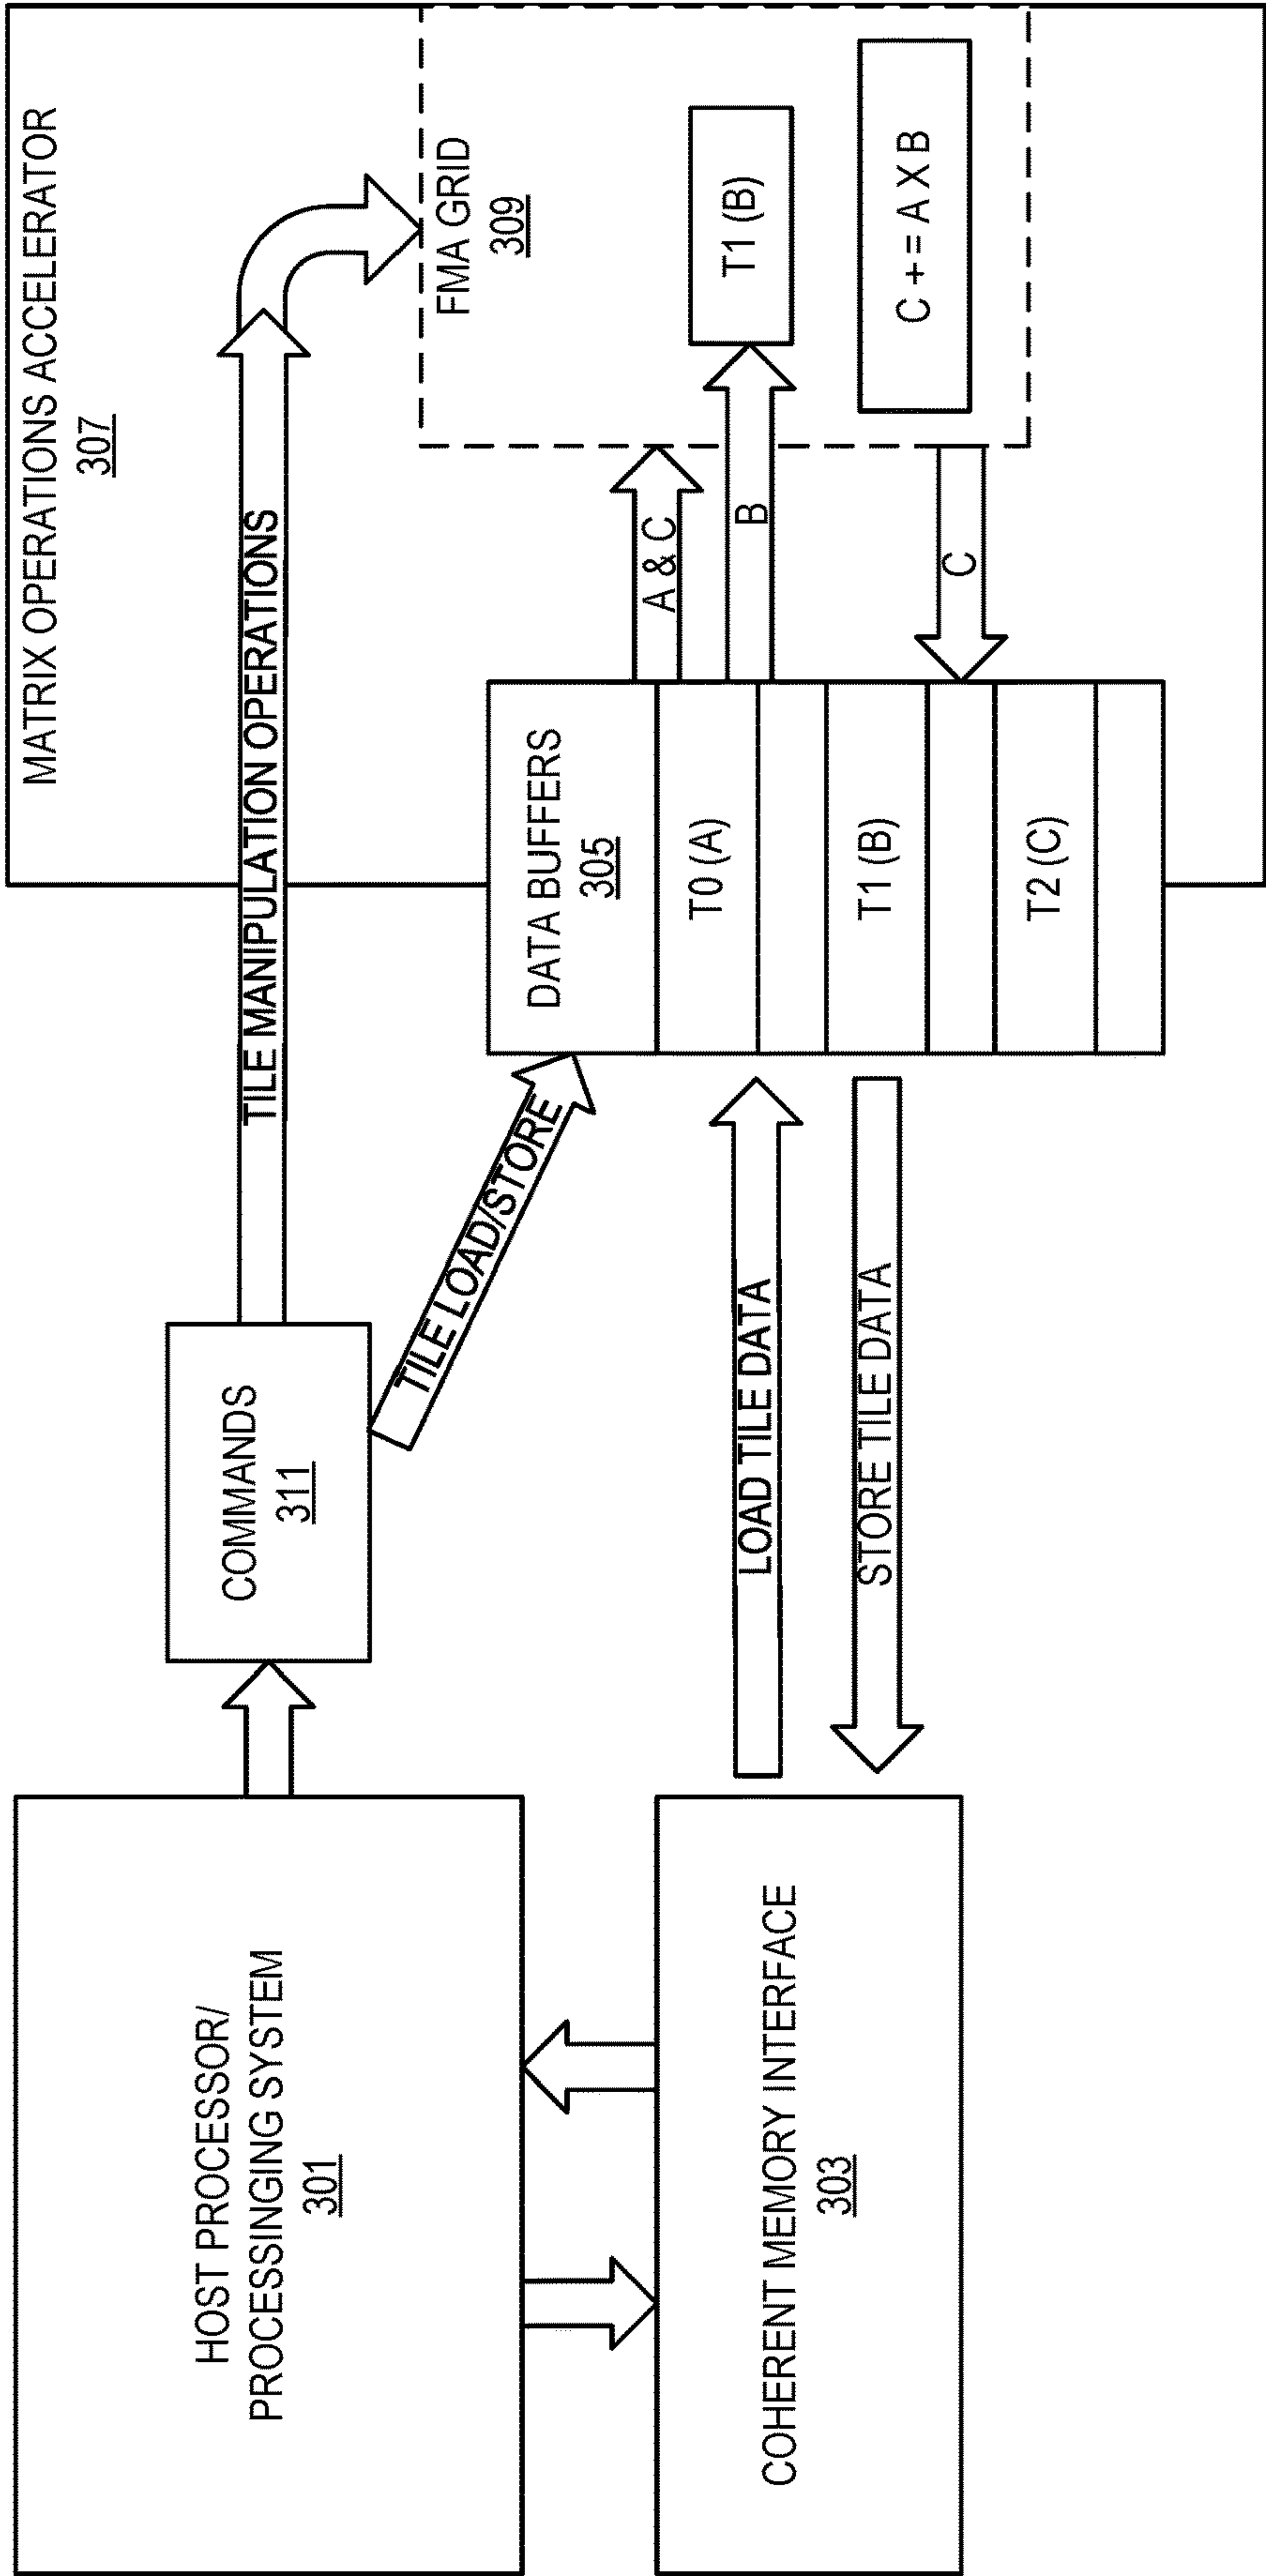 HOST PROCESSOR/
PROCESSINGING SYSTEM
301
COHERENT MEMORY INTERFACE
303
COMMANDS
311
TILE LOAD/STORE
LOAD TILE DATA
STORE TILE DATA
TILE MANIPULATION OPERATIONS
MATRIX OPERATIONS ACCELERATOR
307
DATA BUFFERS
305
T0 (A)
T1 (B)
T2 (C)
A & C
B
C
FMA GRID
309
T1 (B)
C + = A X B